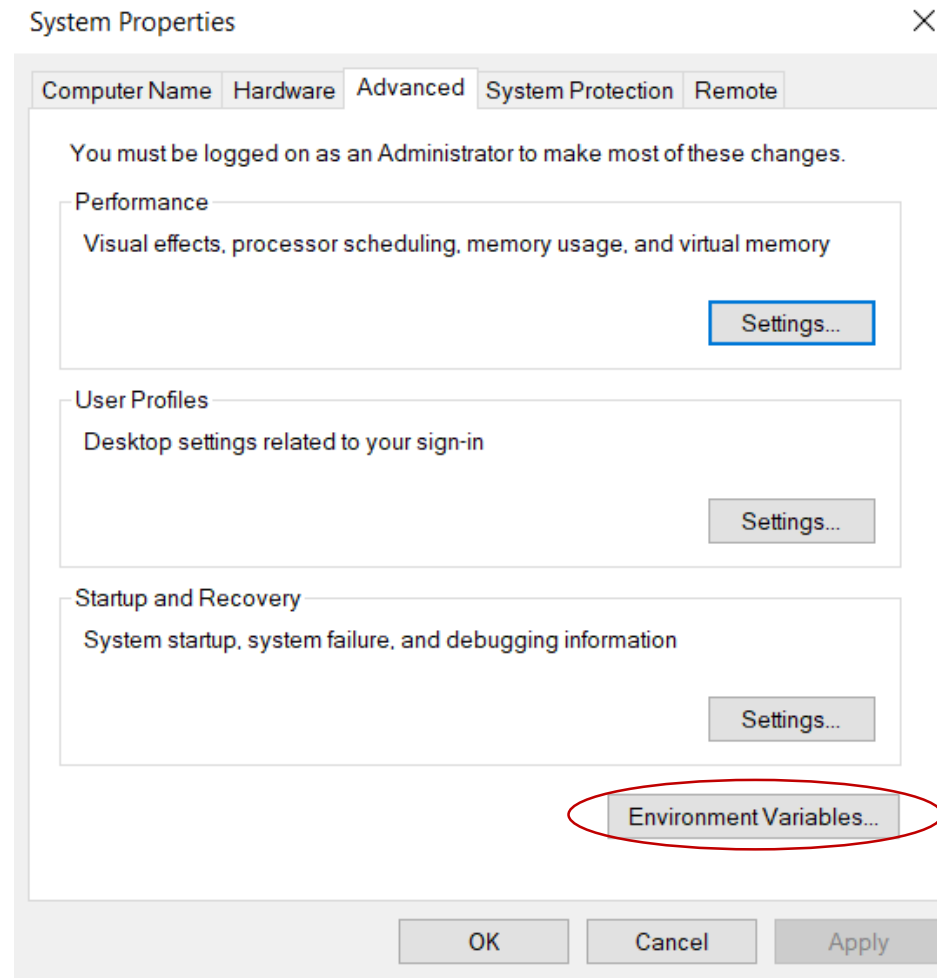 System Properties
Computer Name Hardware Advanced System Protection Remote
You must be logged on as an Administrator to make most of these changes.
Performance
Visual effects, processor scheduling, memory usage, and virtual memory
Settings...
User Profiles
Desktop settings related to your sign-in
Settings...
Startup and Recovery
System startup, system failure, and debugging information
Settings...
Environment Variables...
OK Cancel Apply